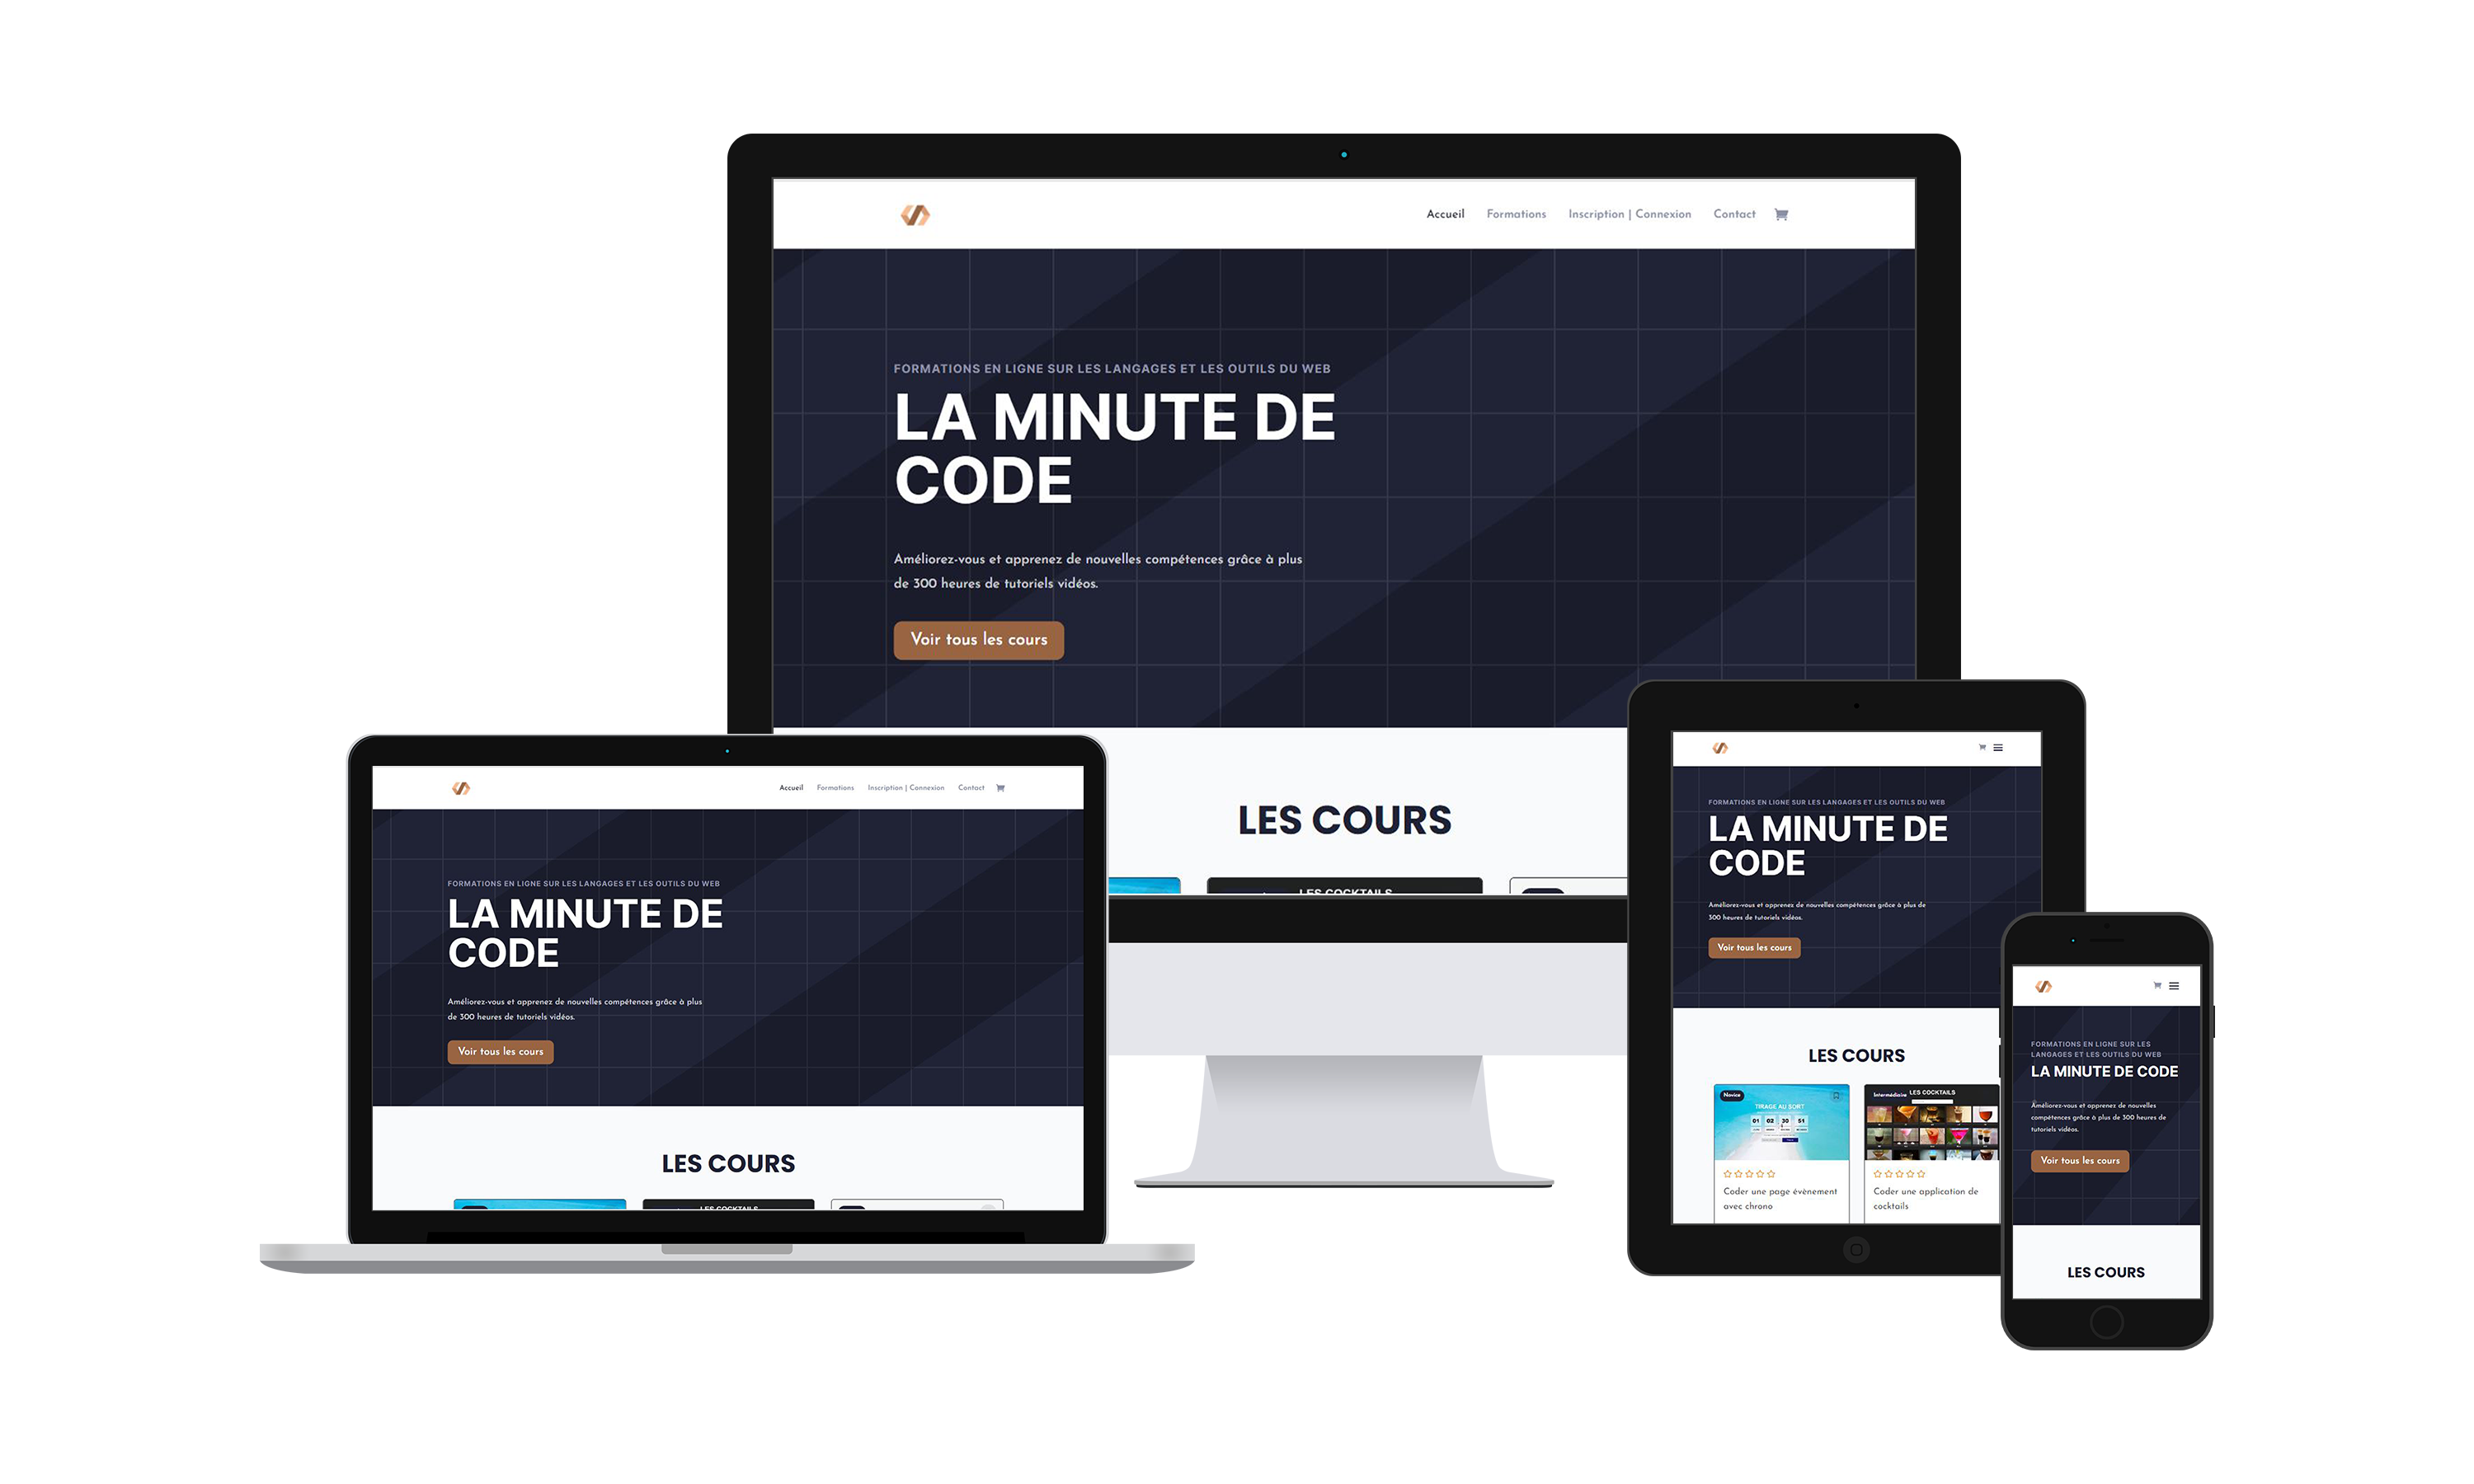 Accueil Formations Inscription | Connexion Contact
FORMATIONS EN LIGNE SUR LES LANGAGES ET LES OUTILS DU WEB
LA MINUTE DE
CODE
Améliorez-vous et apprenez de nouvelles compétences grâce à plus
de 300 heures de tutoriels vidéos.
Voir tous les cours
LES COURS
LES COCKTAILS
Accueil Formations Inscription | Connexion Contact
FORMATIONS EN LIGNE SUR LES LANGAGES ET LES OUTILS DU WEB
LA MINUTE DE
CODE
Améliorez-vous et apprenez de nouvelles compétences grâce à plus
de 300 heures de tutoriels vidéos.
Voir tous les cours
LES COURS
LES COCKTAILS
FORMATIONS EN LIGNE SUR LES LANGAGES ET LES OUTILS DU WEB
LA MINUTE DE
CODE
Améliorez-vous et apprenez de nouvelles compétences grâce à plus de
300 heures de tutoriels vidéos.
Voir tous les cours
LES COURS
Novice
TIRAGE AU SORT
01 02 30 51
Coder une page évènement
avec chrono
Intermédiaire LES COCKTAILS
Coder une application de
cocktails
FORMATIONS EN LIGNE SUR LES
LANGAGES ET LES OUTILS DU WEB
LA MINUTE DE CODE
Améliorez-vous et apprenez de nouvelles
compétences grâce à plus de 300 heures de
tutoriels vidéos.
Voir tous les cours
LES COURS